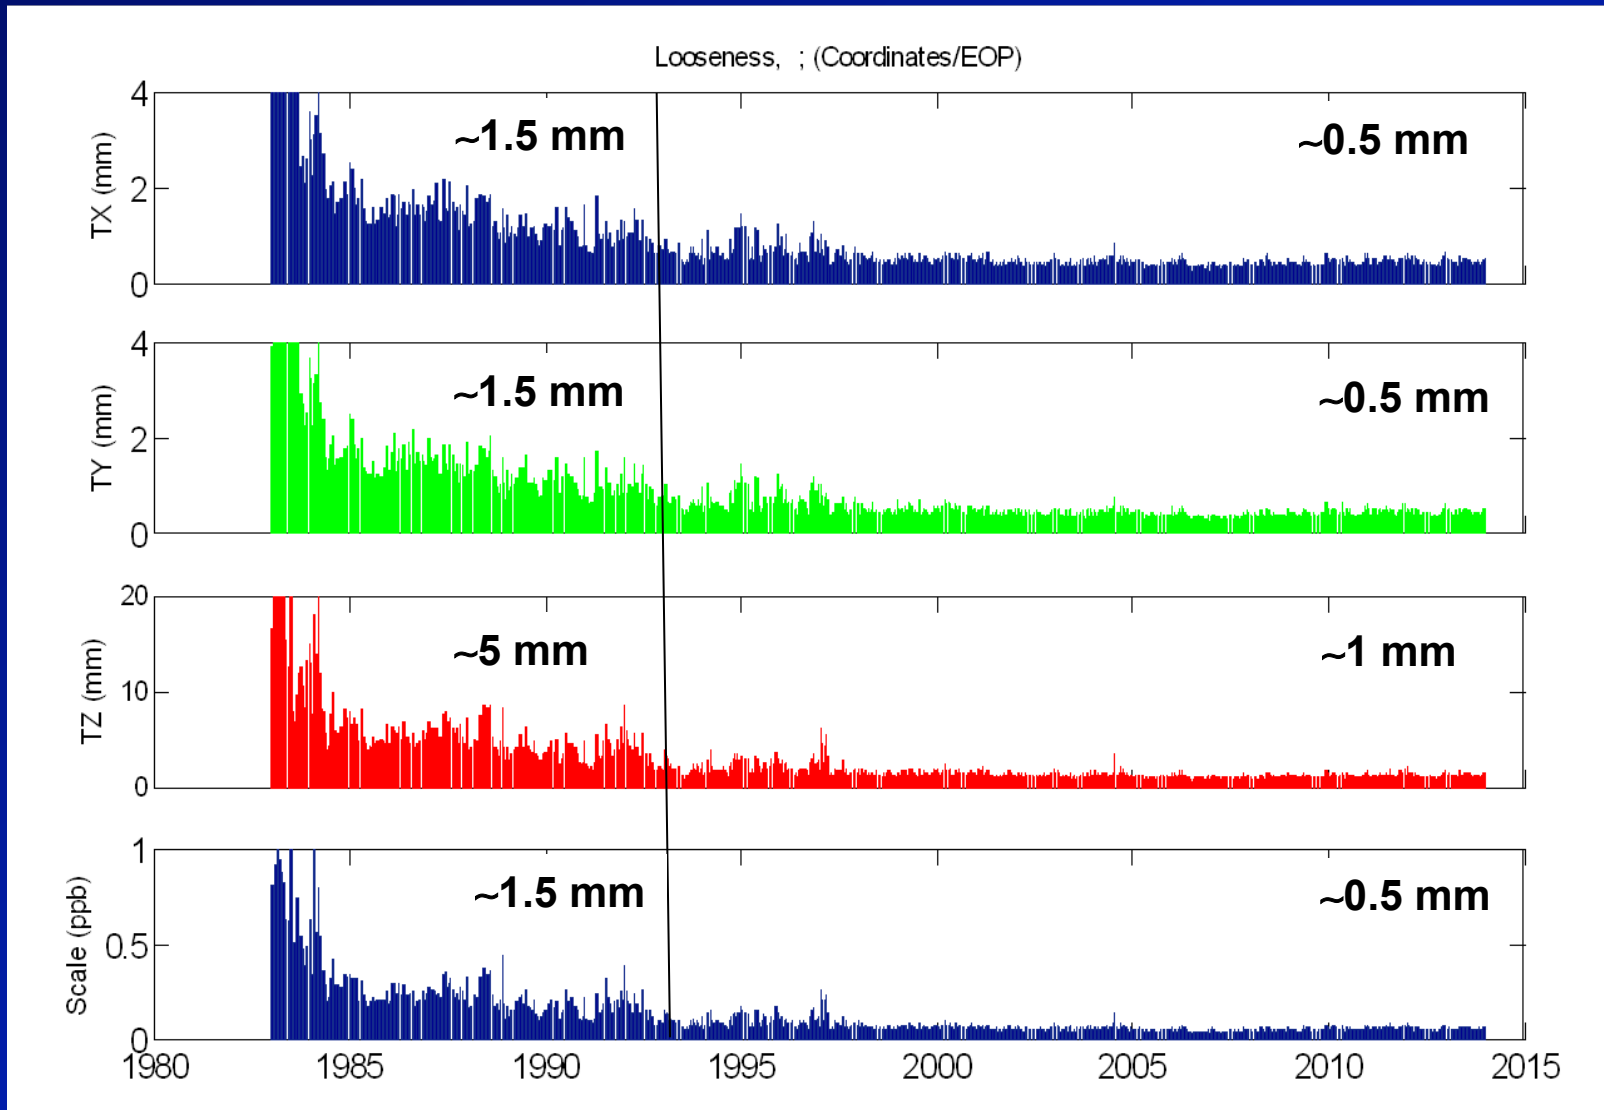 Looseness, ; (Coordinates/EOP)
4
2
0
TX (mm)
~1.5 mm
~0.5 mm
4
2
0
TY (mm)
~1.5 mm
~0.5 mm
20
10
0
TZ (mm)
~5 mm
~1 mm
1
0.5
0
Scale (ppb)
~1.5 mm
~0.5 mm
1980 1985 1990 1995 2000 2005 2010 2015